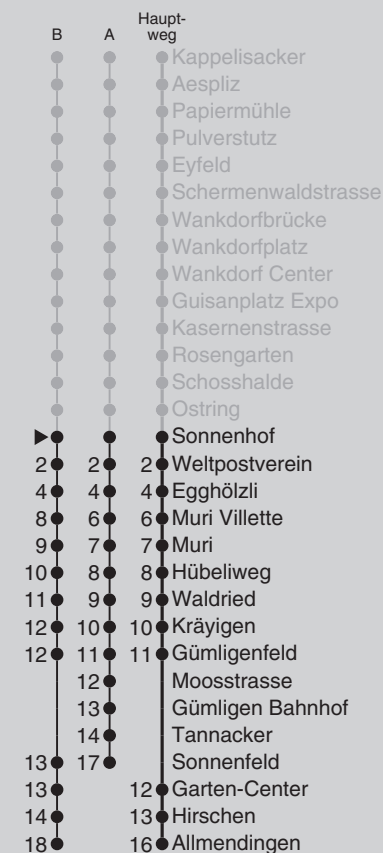 Haupt-
B A weg
Kappelisacker
Aespliz
Papiermühle
Pulverstutz
Eyfeld
Schermenwaldstrasse
Wankdorfbrücke
Wankdorfplatz
Wankdorf Center
Guisanplatz Expo
Kasernenstrasse
Rosengarten
Schosshalde
Ostring
Sonnenhof
2 2 2 Weltpostverein
4 4 4 Egghölzli
8 6 6 Muri Villette
9 7 7 Muri
10 8 8 Hübeliweg
11 9 9 Waldried
12 10 10 Kräyigen
12 11 11 Gümligenfeld
12 Moosstrasse
13 Gümligen Bahnhof
14 Tannacker
13 17 Sonnenfeld
13 12 Garten-Center
14 13 Hirschen
18 16 Allmendingen